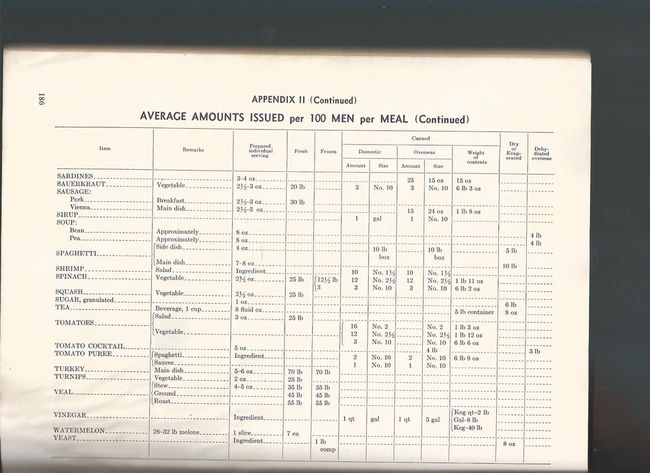 186
APPENDIX II (Continued)
AVERAGE AMOUNTS ISSUED per 100 MEN per MEAL (Continued)
Item Remarks Prepared individual serving Fresh Frozen Canned Dry or Evaporated Dehydrated overseas
Domestic Overseas Weight of contents
Amount Size Amount Size
SARDINES 3–4 oz 25 15 oz 15 oz
SAUERKRAUT Vegetable 2½–3 oz 20 lb 3 No. 10 3 No. 10 6 lb 3 oz
SAUSAGE:
Pork Breakfast 2½–3 oz 30 lb
Vienna Main dish 2½–3 oz 15 24 oz 1 lb 8 oz
SIRUP 1 gal 1 No. 10
SOUP:
Bean Approximately 8 oz 4 lb
Pea Approximately 8 oz 4 lb
SPAGHETTI Side dish 4 oz 10 lb box 10 lb box 5 lb
Main dish 7–8 oz 10 lb
SHRIMP Salad Ingredient 10 No. 1½ 10 No. 1½
SPINACH Vegetable 2½ oz 25 lb 12½ lb 12 No. 2½ 12 No. 2½ 1 lb 11 oz
3 3 No. 10 3 No. 10 6 lb 2 oz
SQUASH Vegetable 2½ oz 25 lb
SUGAR, granulated 1 oz 6 lb
TEA Beverage, 1 cup 8 fluid oz 5 lb container 8 oz
TOMATOES Salad 3 oz 25 lb
Vegetable 16 No. 2 No. 2 1 lb 3 oz
12 No. 2½ No. 2½ 1 lb 12 oz
3 No. 10 No. 10 6 lb 6 oz
TOMATO COCKTAIL 5 oz 4 lb 3 lb
TOMATO PUREE Spaghetti Ingredient 2 No. 10 2 No. 10 6 lb 9 oz
Sauces 1 No. 10 1 No. 10
TURKEY Main dish 5–6 oz 70 lb 70 lb
TURNIPS Vegetable 2 oz 25 lb
VEAL Stew 4–5 oz 35 lb 35 lb
Ground 45 lb 45 lb
Roast 55 lb 55 lb
VINEGAR Ingredient 1 qt gal 1 qt 5 gal Keg qt–2 lb
Gal–8 lb
Keg–40 lb
WATERMELON 28–32 lb melons 1 slice 7 ea
YEAST Ingredient 1 lb comp 8 oz